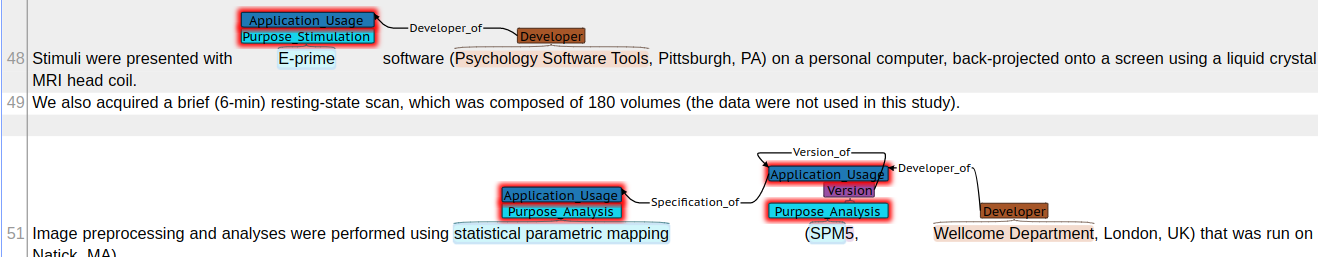 Application_Usage
Developer_of
Purpose_Stimulation
Developer
48 Stimuli were presented with E-prime software (Psychology Software Tools, Pittsburgh, PA) on a personal computer, back-projected onto a screen using a liquid crystal
MRI head coil.
49 We also acquired a brief (6-min) resting-state scan, which was composed of 180 volumes (the data were not used in this study).
Version_of
Application_Usage
Developer_of
Application_Usage
Version
Specification_of
Purpose_Analysis
Purpose_Analysis
Developer
51 Image preprocessing and analyses were performed using statistical parametric mapping (SPM5, Wellcome Department, London, UK) that was run on
Natick, MA)